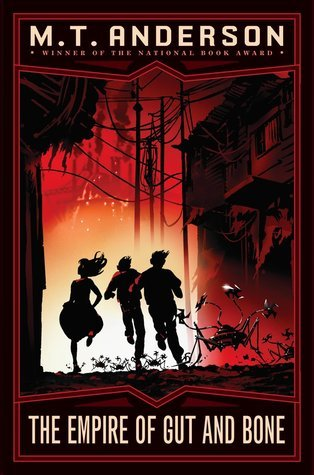 M.T. ANDERSON
• WINNER OF THE NATIONAL BOOK AWARD •
THE EMPIRE OF GUT AND BONE